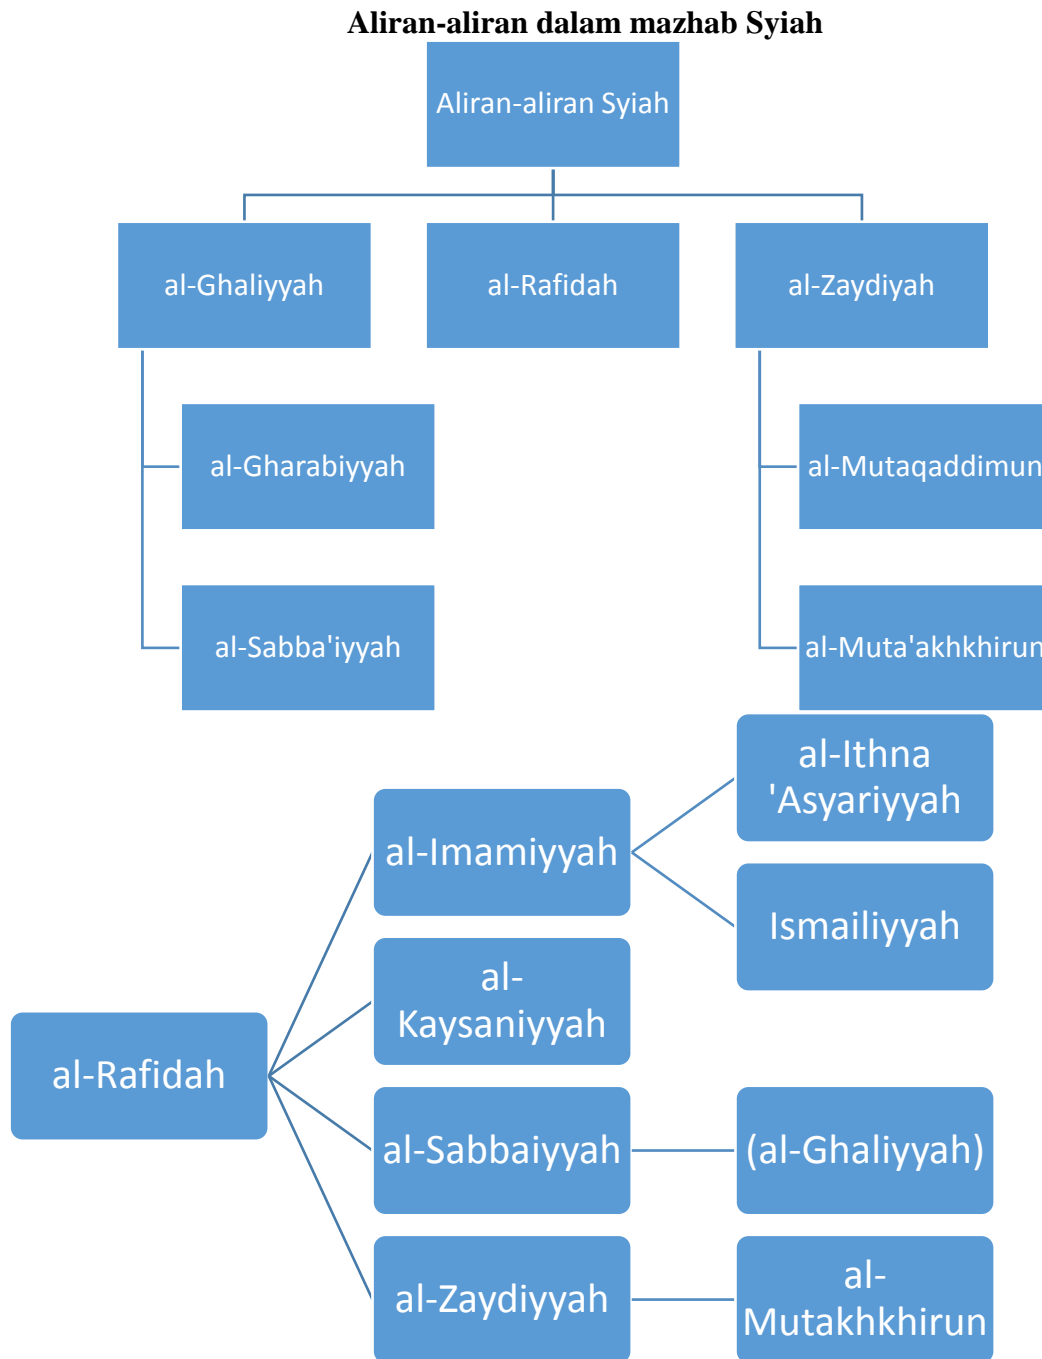 Aliran-aliran dalam mazhab Syiah
Aliran-aliran Syiah
al-Ghaliyyah
al-Rafidah
al-Zaydiyah
al-Gharabiyyah
al-Mutaqaddimun
al-Sabba'iyyah
al-Muta'akhkhirun
al-Ithna
'Asyariyyah
al-Imamiyyah
Ismailiyyah
al-
Kaysaniyyah
al-Rafidah
al-Sabbaiyyah
(al-Ghaliyyah)
al-Zaydiyyah
al-
Mutakhkhirun